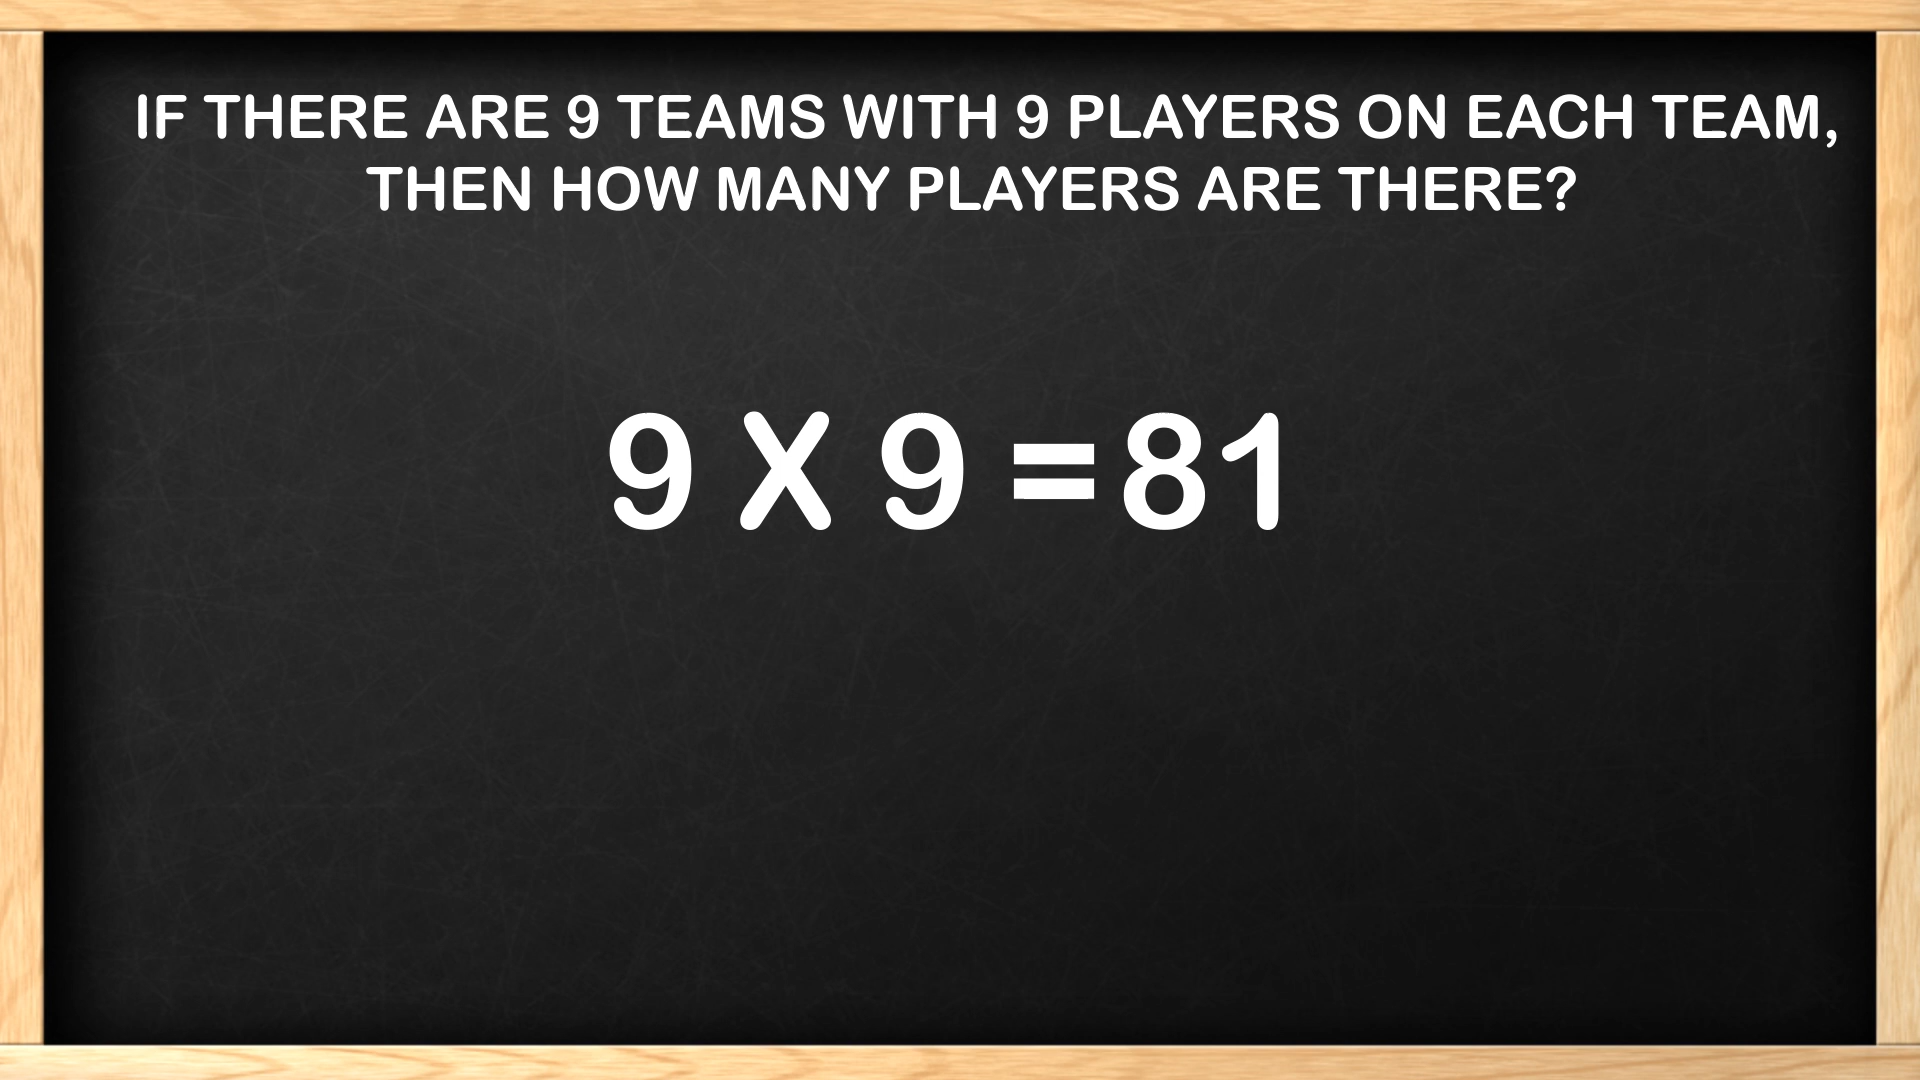 IF THERE ARE 9 TEAMS WITH 9 PLAYERS ON EACH TEAM,
THEN HOW MANY PLAYERS ARE THERE?
9 X 9 = 81